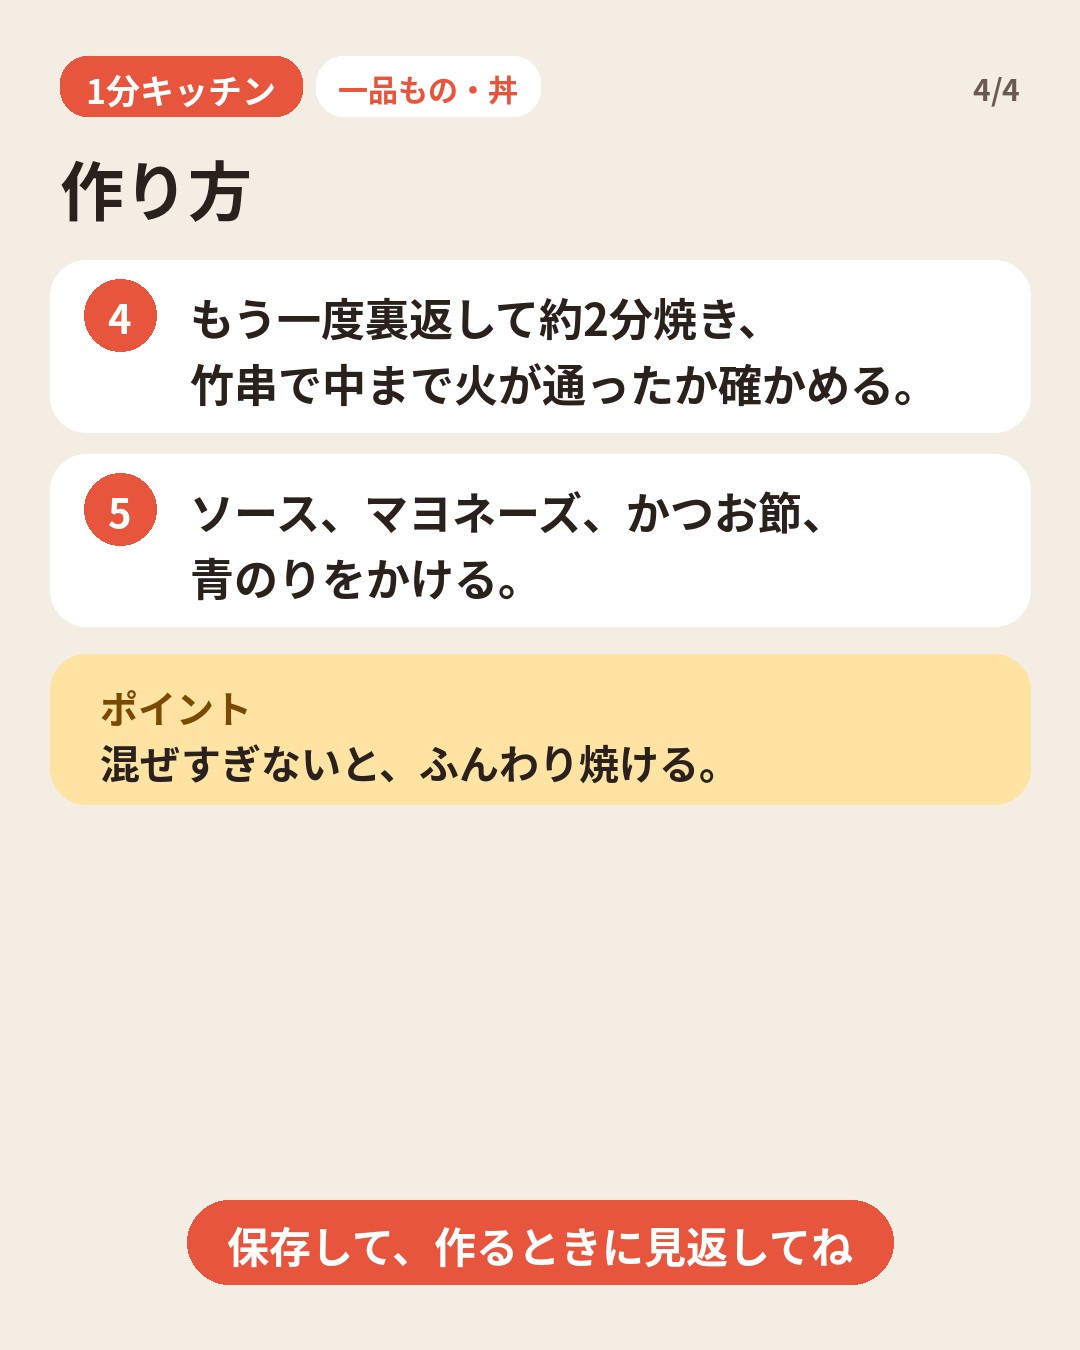 1分キッチン
一品もの・丼
4/4
作り方
4
もう一度裏返して約2分焼き、
竹串で中まで火が通ったか確かめる。
5
ソース、マヨネーズ、かつお節、
青のりをかける。
ポイント
混ぜすぎないと、ふんわり焼ける。
保存して、作るときに見返してね